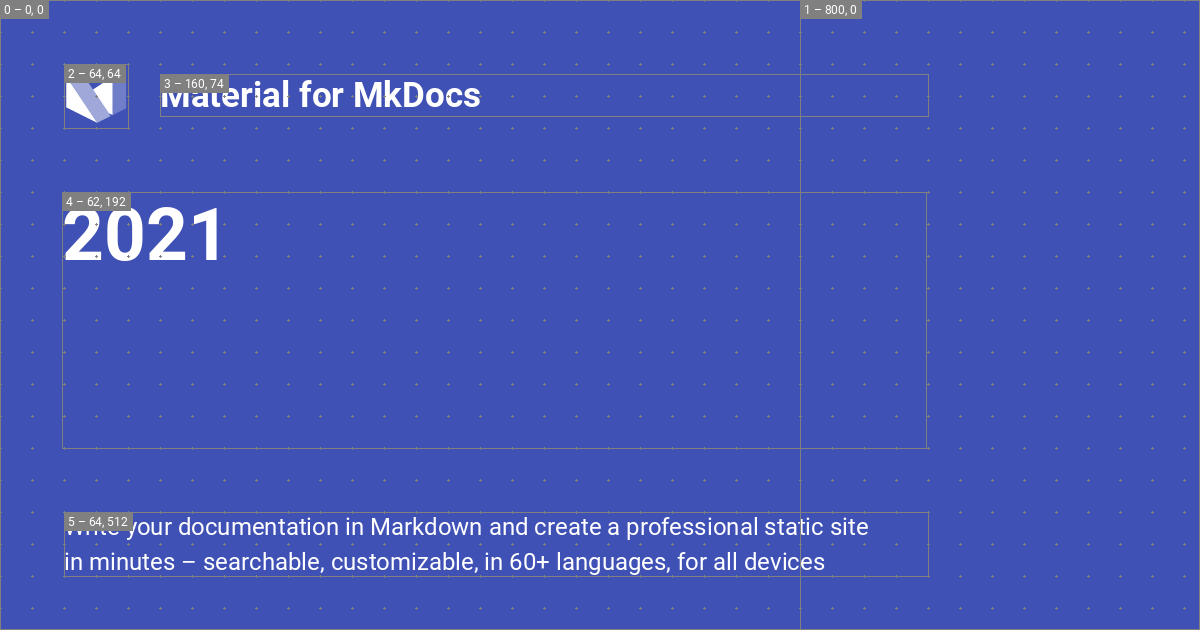 0 – 0, 0
1 – 800, 0
2 – 64, 64
3 – 160, 74
Material for MkDocs
4 – 62, 192
2021
5 – 64, 512
Write your documentation in Markdown and create a professional static site
in minutes – searchable, customizable, in 60+ languages, for all devices